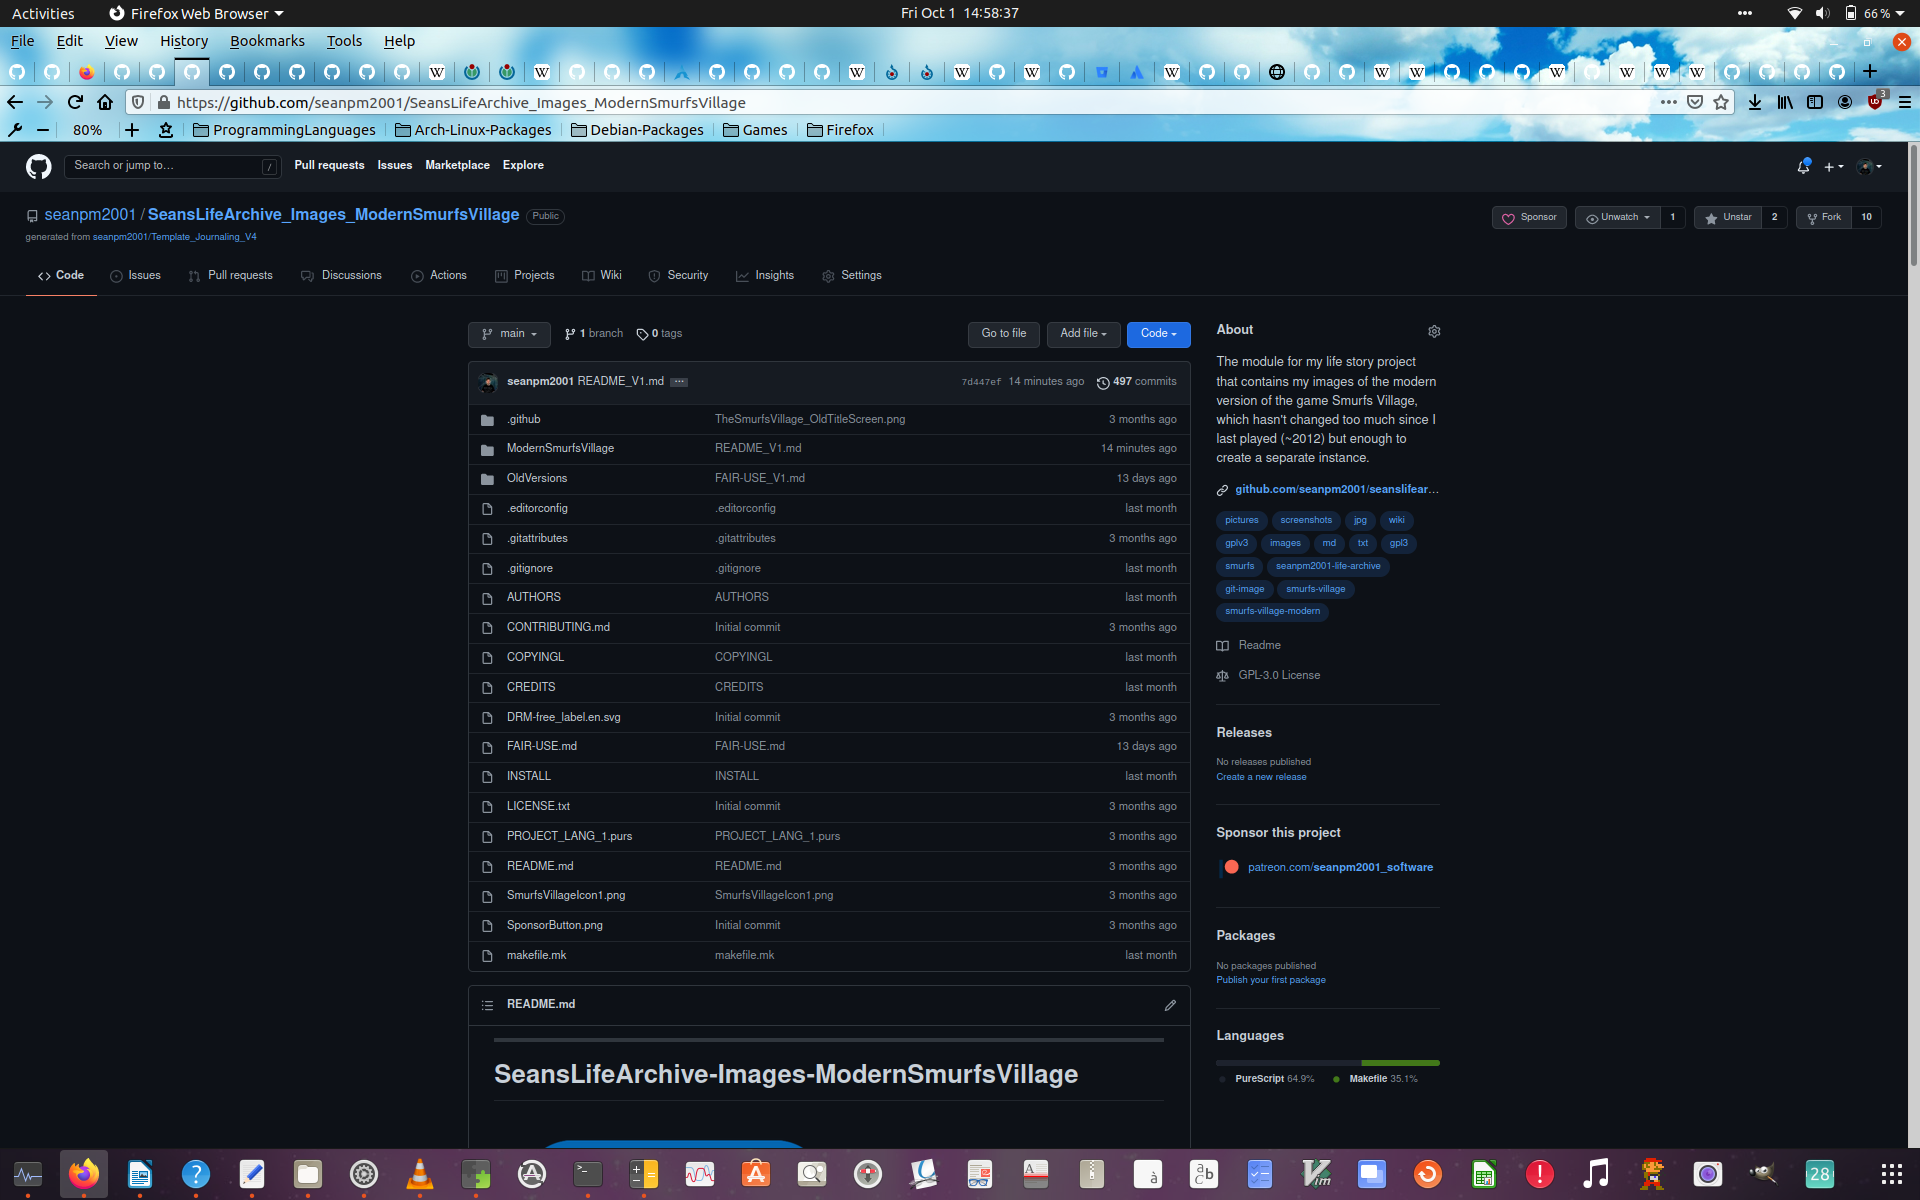 Activities Firefox Web Browser Fri Oct 1 14:58:37 66 %
File Edit View History Bookmarks Tools Help
https://github.com/seanpm2001/SeansLifeArchive_Images_ModernSmurfsVillage 3
80% ProgrammingLanguages Arch-Linux-Packages Debian-Packages Games Firefox
Search or jump to… / Pull requests Issues Marketplace Explore
seanpm2001 / SeansLifeArchive_Images_ModernSmurfsVillage Public Sponsor Unwatch 1 Unstar 2 Fork 10
generated from seanpm2001/Template_Journaling_V4
Code Issues Pull requests Discussions Actions Projects Wiki Security Insights Settings
main 1 branch 0 tags Go to file Add file Code
seanpm2001 README_V1.md 7d447ef 14 minutes ago 497 commits
.github TheSmurfsVillage_OldTitleScreen.png 3 months ago
ModernSmurfsVillage README_V1.md 14 minutes ago
OldVersions FAIR-USE_V1.md 13 days ago
.editorconfig .editorconfig last month
.gitattributes .gitattributes 3 months ago
.gitignore .gitignore last month
AUTHORS AUTHORS last month
CONTRIBUTING.md Initial commit 3 months ago
COPYINGL COPYINGL last month
CREDITS CREDITS last month
DRM-free_label.en.svg Initial commit 3 months ago
FAIR-USE.md FAIR-USE.md 13 days ago
INSTALL INSTALL last month
LICENSE.txt Initial commit 3 months ago
PROJECT_LANG_1.purs PROJECT_LANG_1.purs 3 months ago
README.md README.md 3 months ago
SmurfsVillageIcon1.png SmurfsVillageIcon1.png 3 months ago
SponsorButton.png Initial commit 3 months ago
makefile.mk makefile.mk last month
README.md
SeansLifeArchive-Images-ModernSmurfsVillage
About
The module for my life story project
that contains my images of the modern
version of the game Smurfs Village,
which hasn't changed too much since I
last played (~2012) but enough to
create a separate instance.
github.com/seanpm2001/seanslifear…
pictures screenshots jpg wiki
gplv3 images md txt gpl3
smurfs seanpm2001-life-archive
git-image smurfs-village
smurfs-village-modern
Readme
GPL-3.0 License
Releases
No releases published
Create a new release
Sponsor this project
patreon.com/seanpm2001_software
Packages
No packages published
Publish your first package
Languages
PureScript 64.9% Makefile 35.1%
28